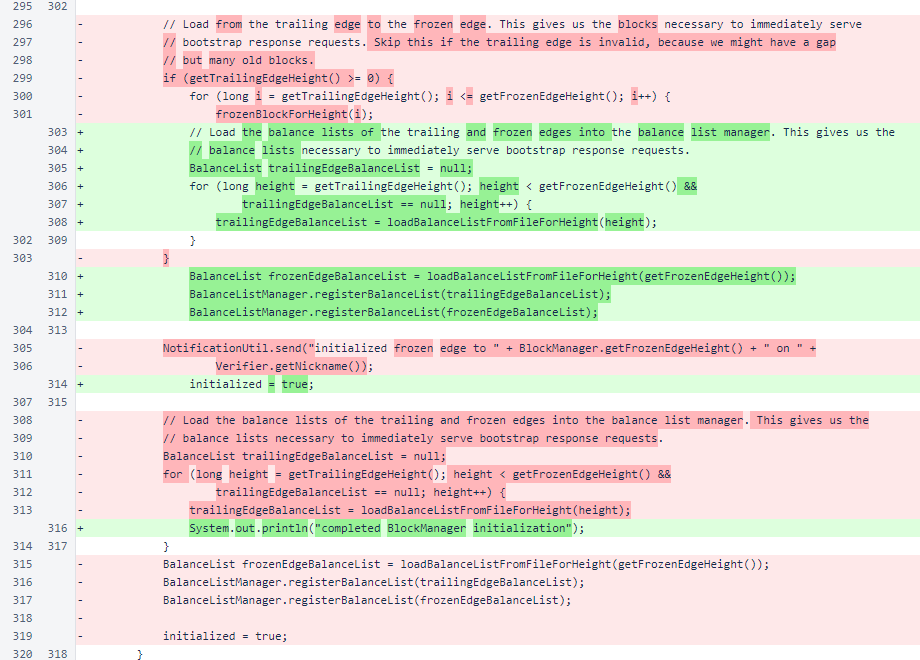 295 302
296 - // Load from the trailing edge to the frozen edge. This gives us the blocks necessary to immediately serve
297 - // bootstrap response requests. Skip this if the trailing edge is invalid, because we might have a gap
298 - // but many old blocks.
299 - if (getTrailingEdgeHeight() >= 0) {
300 - for (long i = getTrailingEdgeHeight(); i <= getFrozenEdgeHeight(); i++) {
301 - frozenBlockForHeight(i);
303 + // Load the balance lists of the trailing and frozen edges into the balance list manager. This gives us the
304 + // balance lists necessary to immediately serve bootstrap response requests.
305 + BalanceList trailingEdgeBalanceList = null;
306 + for (long height = getTrailingEdgeHeight(); height < getFrozenEdgeHeight() &&
307 + trailingEdgeBalanceList == null; height++) {
308 + trailingEdgeBalanceList = loadBalanceListFromFileForHeight(height);
302 309 }
303 - }
310 + BalanceList frozenEdgeBalanceList = loadBalanceListFromFileForHeight(getFrozenEdgeHeight());
311 + BalanceListManager.registerBalanceList(trailingEdgeBalanceList);
312 + BalanceListManager.registerBalanceList(frozenEdgeBalanceList);
304 313
305 - NotificationUtil.send("initialized frozen edge to " + BlockManager.getFrozenEdgeHeight() + " on " +
306 - Verifier.getNickname());
314 + initialized = true;
307 315
308 - // Load the balance lists of the trailing and frozen edges into the balance list manager. This gives us the
309 - // balance lists necessary to immediately serve bootstrap response requests.
310 - BalanceList trailingEdgeBalanceList = null;
311 - for (long height = getTrailingEdgeHeight(); height < getFrozenEdgeHeight() &&
312 - trailingEdgeBalanceList == null; height++) {
313 - trailingEdgeBalanceList = loadBalanceListFromFileForHeight(height);
316 + System.out.println("completed BlockManager initialization");
314 317 }
315 - BalanceList frozenEdgeBalanceList = loadBalanceListFromFileForHeight(getFrozenEdgeHeight());
316 - BalanceListManager.registerBalanceList(trailingEdgeBalanceList);
317 - BalanceListManager.registerBalanceList(frozenEdgeBalanceList);
318 -
319 - initialized = true;
320 318 }